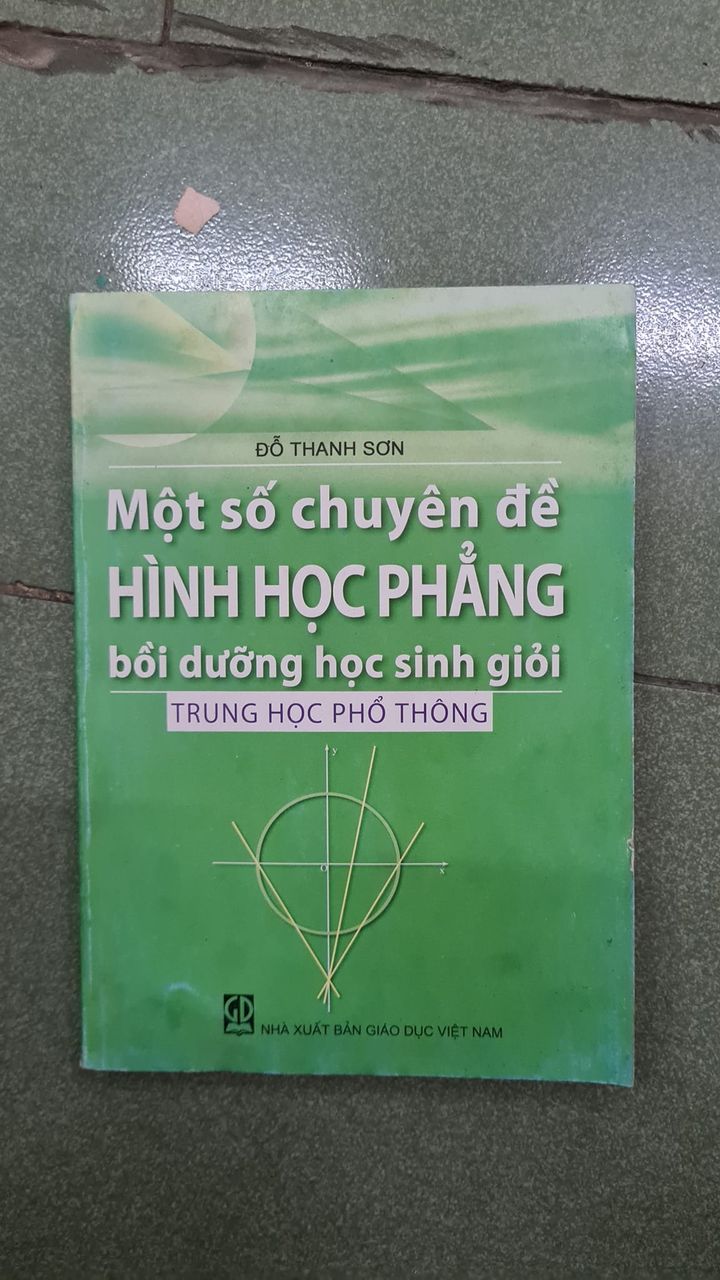 ĐỖ THANH SƠN
Một số chuyên đề
HÌNH HỌC PHẲNG
bồi dưỡng học sinh giỏi
TRUNG HỌC PHỔ THÔNG
y
O
x
GD
NHÀ XUẤT BẢN GIÁO DỤC VIỆT NAM